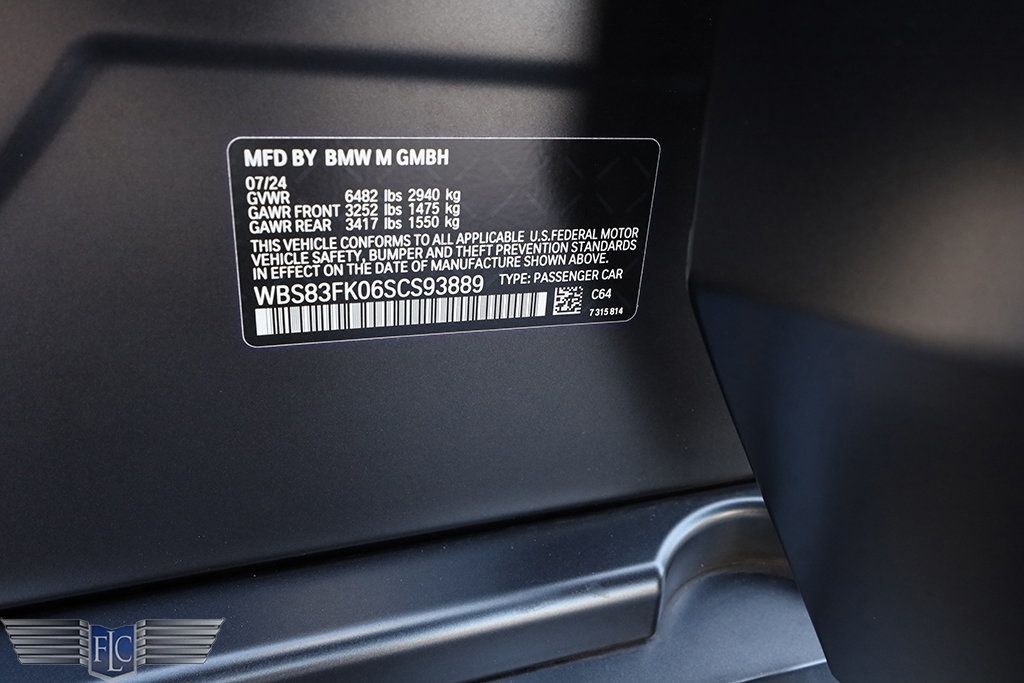 MFD BY BMW M GMBH
07/24
GVWR 6482 lbs 2940 kg
GAWR FRONT 3252 lbs 1475 kg
GAWR REAR 3417 lbs 1550 kg
THIS VEHICLE CONFORMS TO ALL APPLICABLE U.S.FEDERAL MOTOR
VEHICLE SAFETY, BUMPER AND THEFT PREVENTION STANDARDS
IN EFFECT ON THE DATE OF MANUFACTURE SHOWN ABOVE.
WBS83FK06SCS93889 TYPE: PASSENGER CAR
C64
7 315 814
FLC